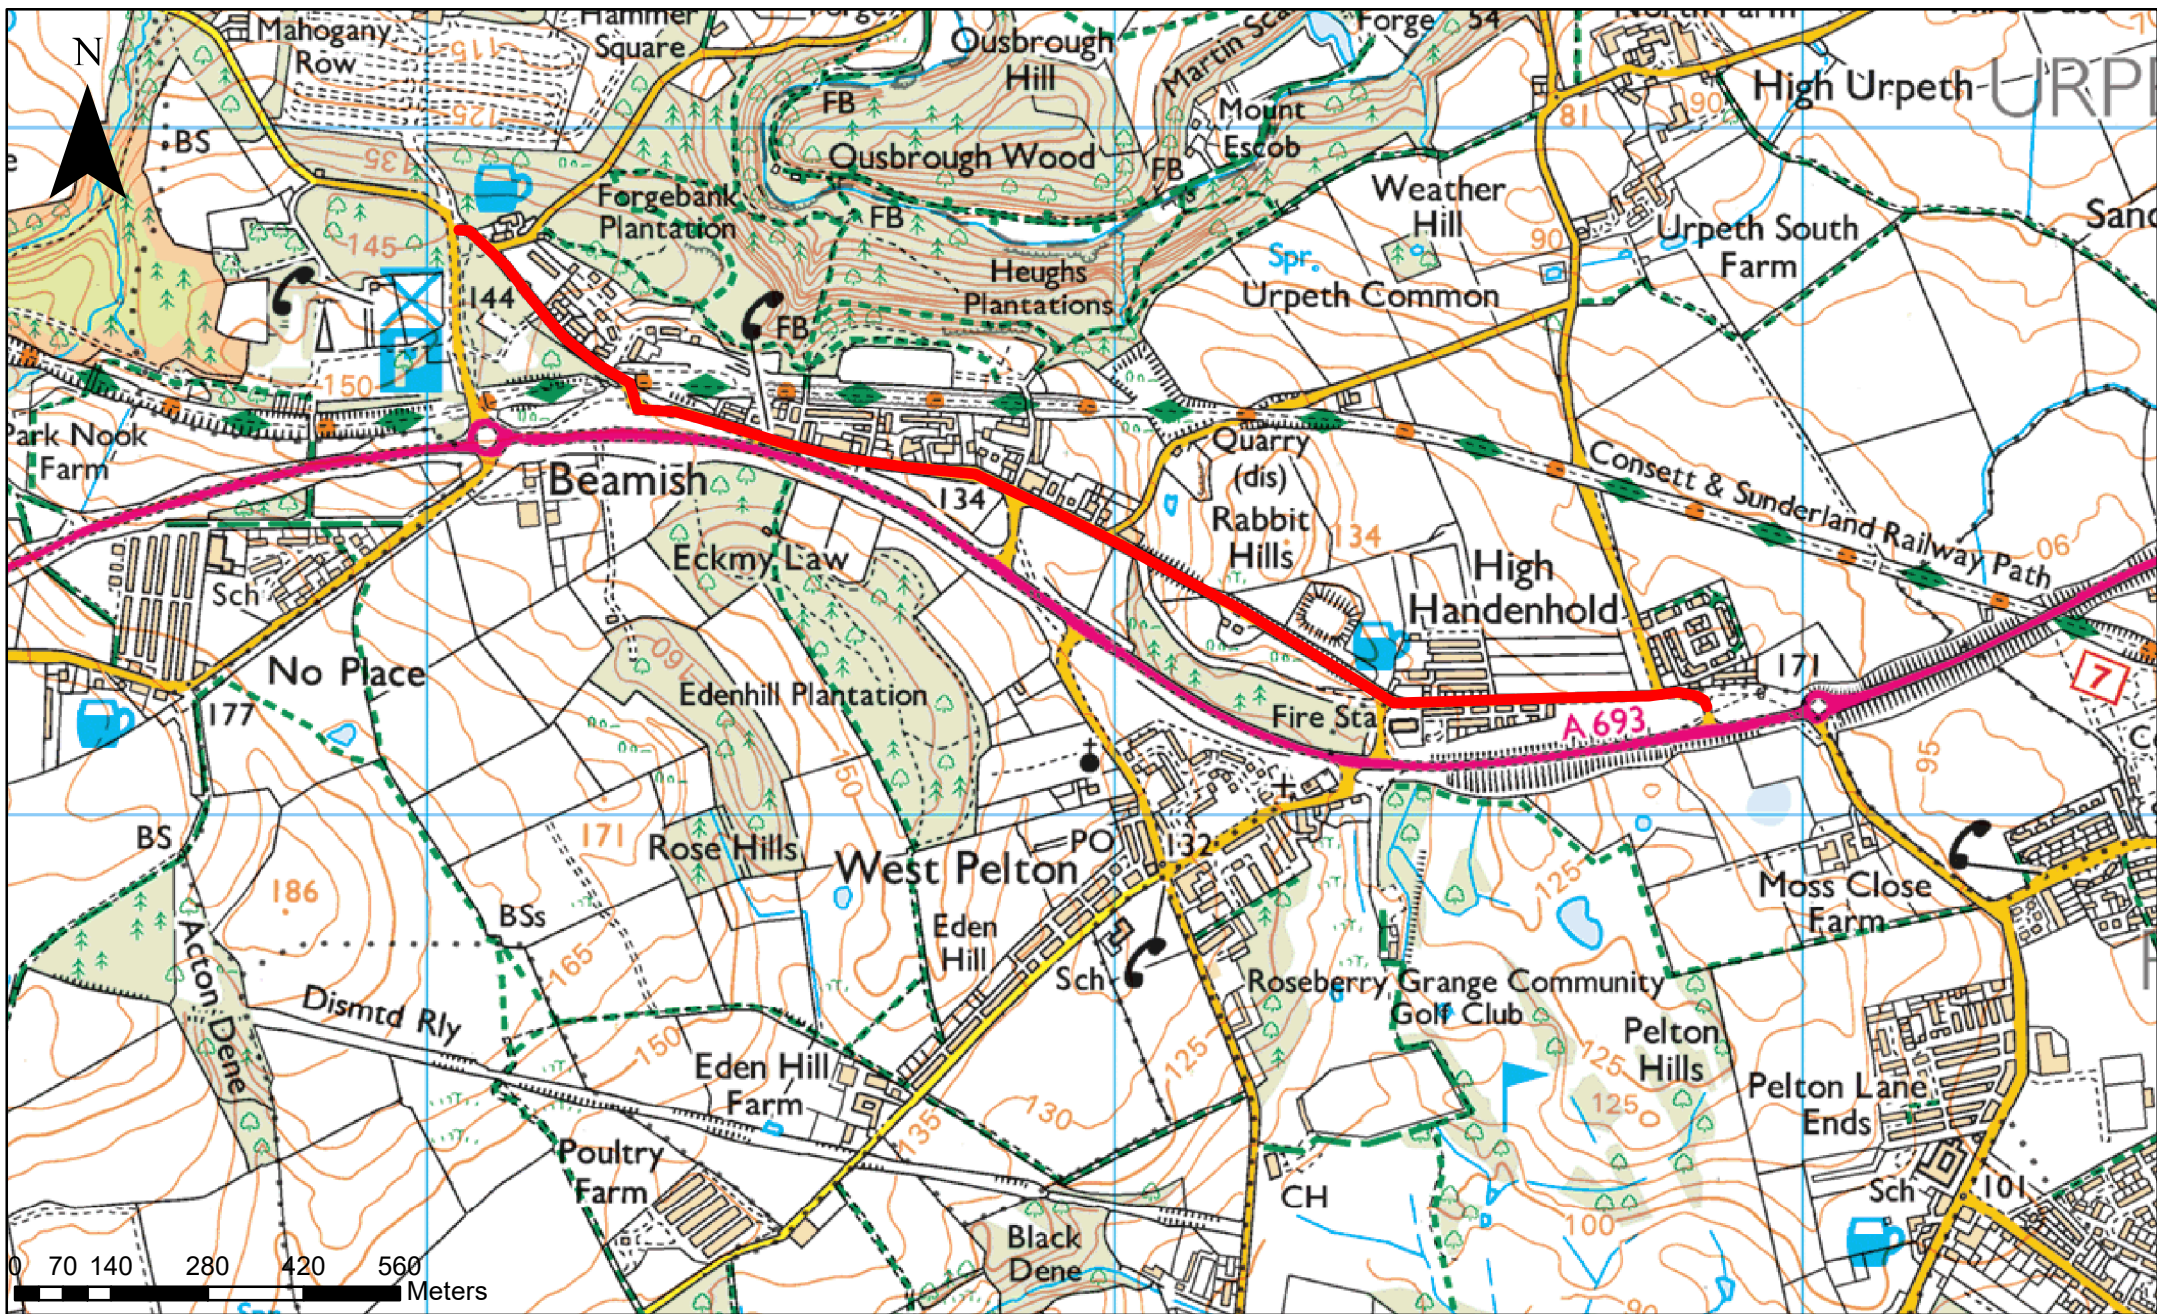 Mahogany
Row
Hammer
Square
Forge
Ousbrough
Hill
Martin
Forge
54
North Farm
High Urpeth
N
115
125
BS
135
FB
Ousbrough Wood
Mount
Escob
FB
81
90
Forgebank
Plantation
FB
Weather
Hill
Urpeth South
Farm
145
144
Heughs
Plantations
Spr.
Urpeth Common
90
FB
150
Park Nook
Farm
Beamish
134
Quarry
(dis)
Rabbit
Hills
134
Consett & Sunderland Railway Path
90
Eckmy Law
High
Handenhold
Sch
No Place
160
Edenhill Plantation
Fire Sta
A 693
171
7
177
150
95
BS
171
Rose Hills
West Pelton
PO
132
125
186
Moss Close
Farm
BSs
Eden
Hill
Acton Dene
165
Sch
Roseberry Grange Community
Golf Club
Dismtd Rly
150
Eden Hill
Farm
125
125
Pelton
Hills
Pelton Lane
Ends
130
125
135
Poultry
Farm
CH
Sch
101
100
Black
Dene
0 70 140 280 420 560
Meters
90